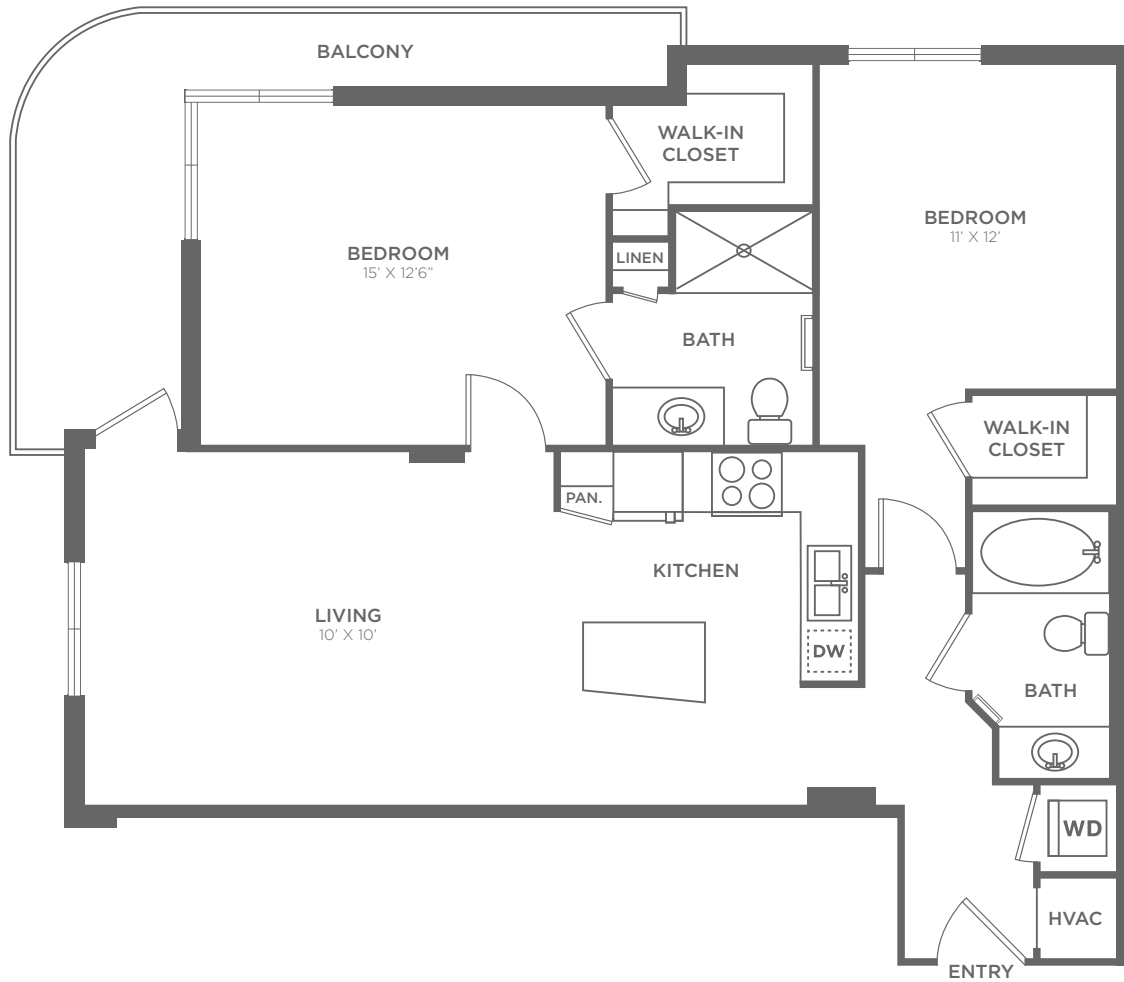 BALCONY
WALK-IN
CLOSET
BEDROOM
11' X 12'
BEDROOM
15' X 12'6"
LINEN
BATH
WALK-IN
CLOSET
PAN.
KITCHEN
LIVING
10' X 10'
DW
BATH
WD
HVAC
ENTRY